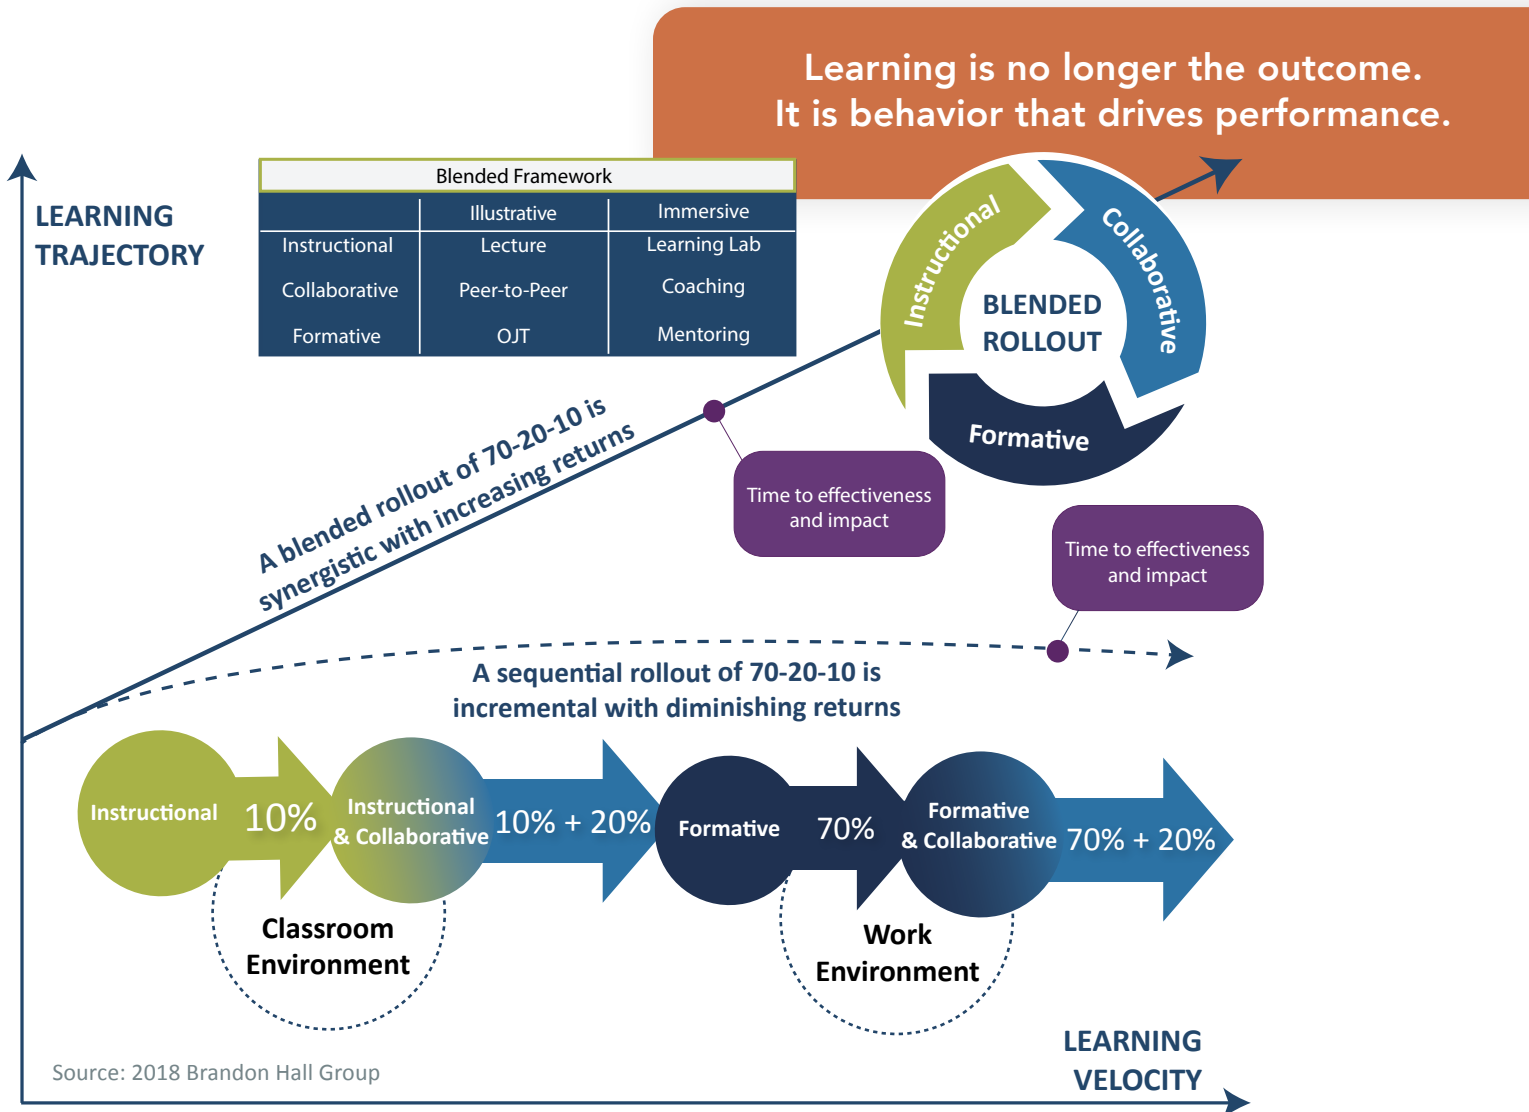 Learning is no longer the outcome.
It is behavior that drives performance.
LEARNING
TRAJECTORY
Blended Framework
Illustrative Immersive
Instructional Lecture Learning Lab
Collaborative Peer-to-Peer Coaching
Formative OJT Mentoring
Instructional
Collaborative
Formative
BLENDED
ROLLOUT
A blended rollout of 70-20-10 is
synergistic with increasing returns
Time to effectiveness
and impact
Time to effectiveness
and impact
A sequential rollout of 70-20-10 is
incremental with diminishing returns
Instructional
10%
Instructional
& Collaborative
10% + 20%
Formative
70%
Formative
& Collaborative
70% + 20%
Classroom
Environment
Work
Environment
LEARNING
VELOCITY
Source: 2018 Brandon Hall Group